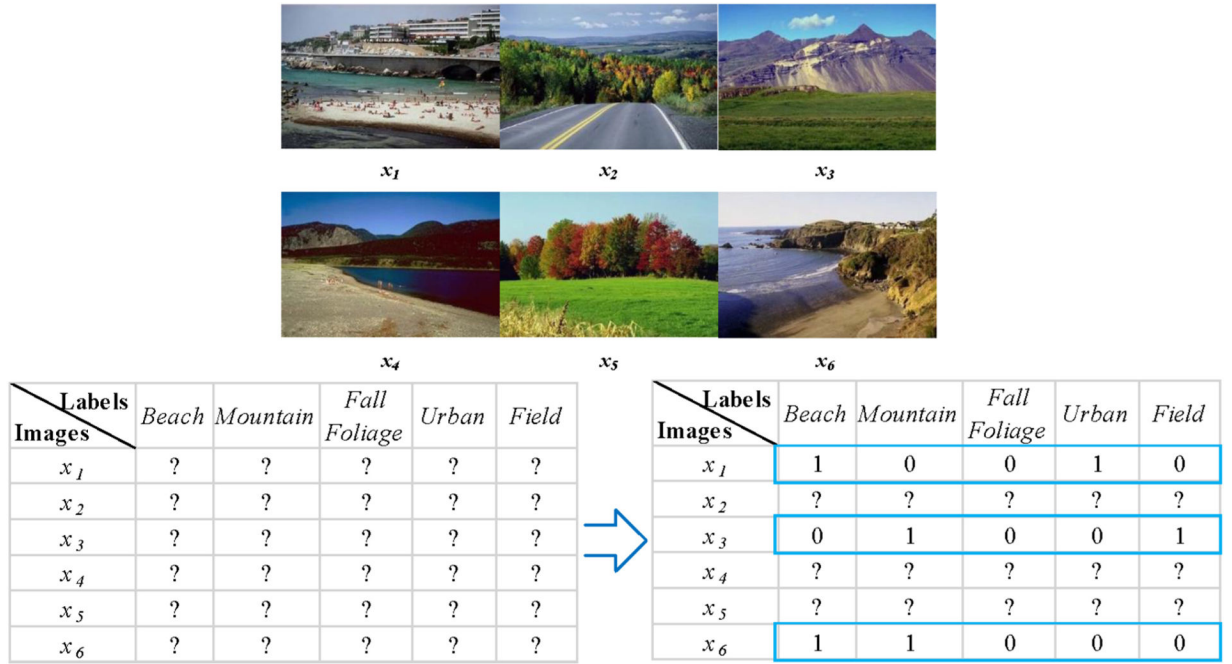 x1 x2 x3
x4 x5 x6
Labels
Images
Beach Mountain Fall Foliage Urban Field
x1 ? ? ? ? ?
x2 ? ? ? ? ?
x3 ? ? ? ? ?
x4 ? ? ? ? ?
x5 ? ? ? ? ?
x6 ? ? ? ? ?
Labels
Images
Beach Mountain Fall Foliage Urban Field
x1 1 0 0 1 0
x2 ? ? ? ? ?
x3 0 1 0 0 1
x4 ? ? ? ? ?
x5 ? ? ? ? ?
x6 1 1 0 0 0